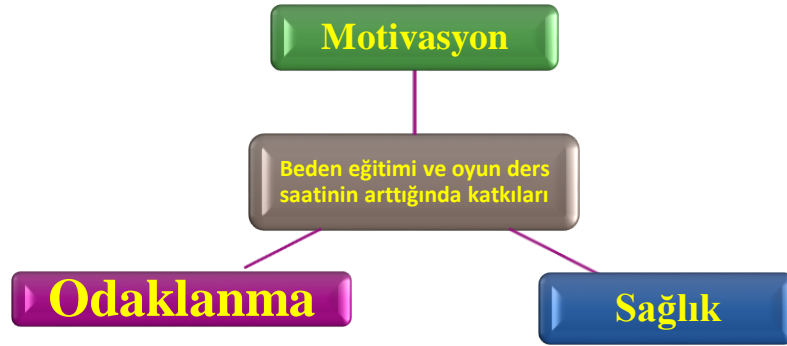 Motivasyon
Beden eğitimi ve oyun ders
saatinin arttığında katkıları
Odaklanma
Sağlık